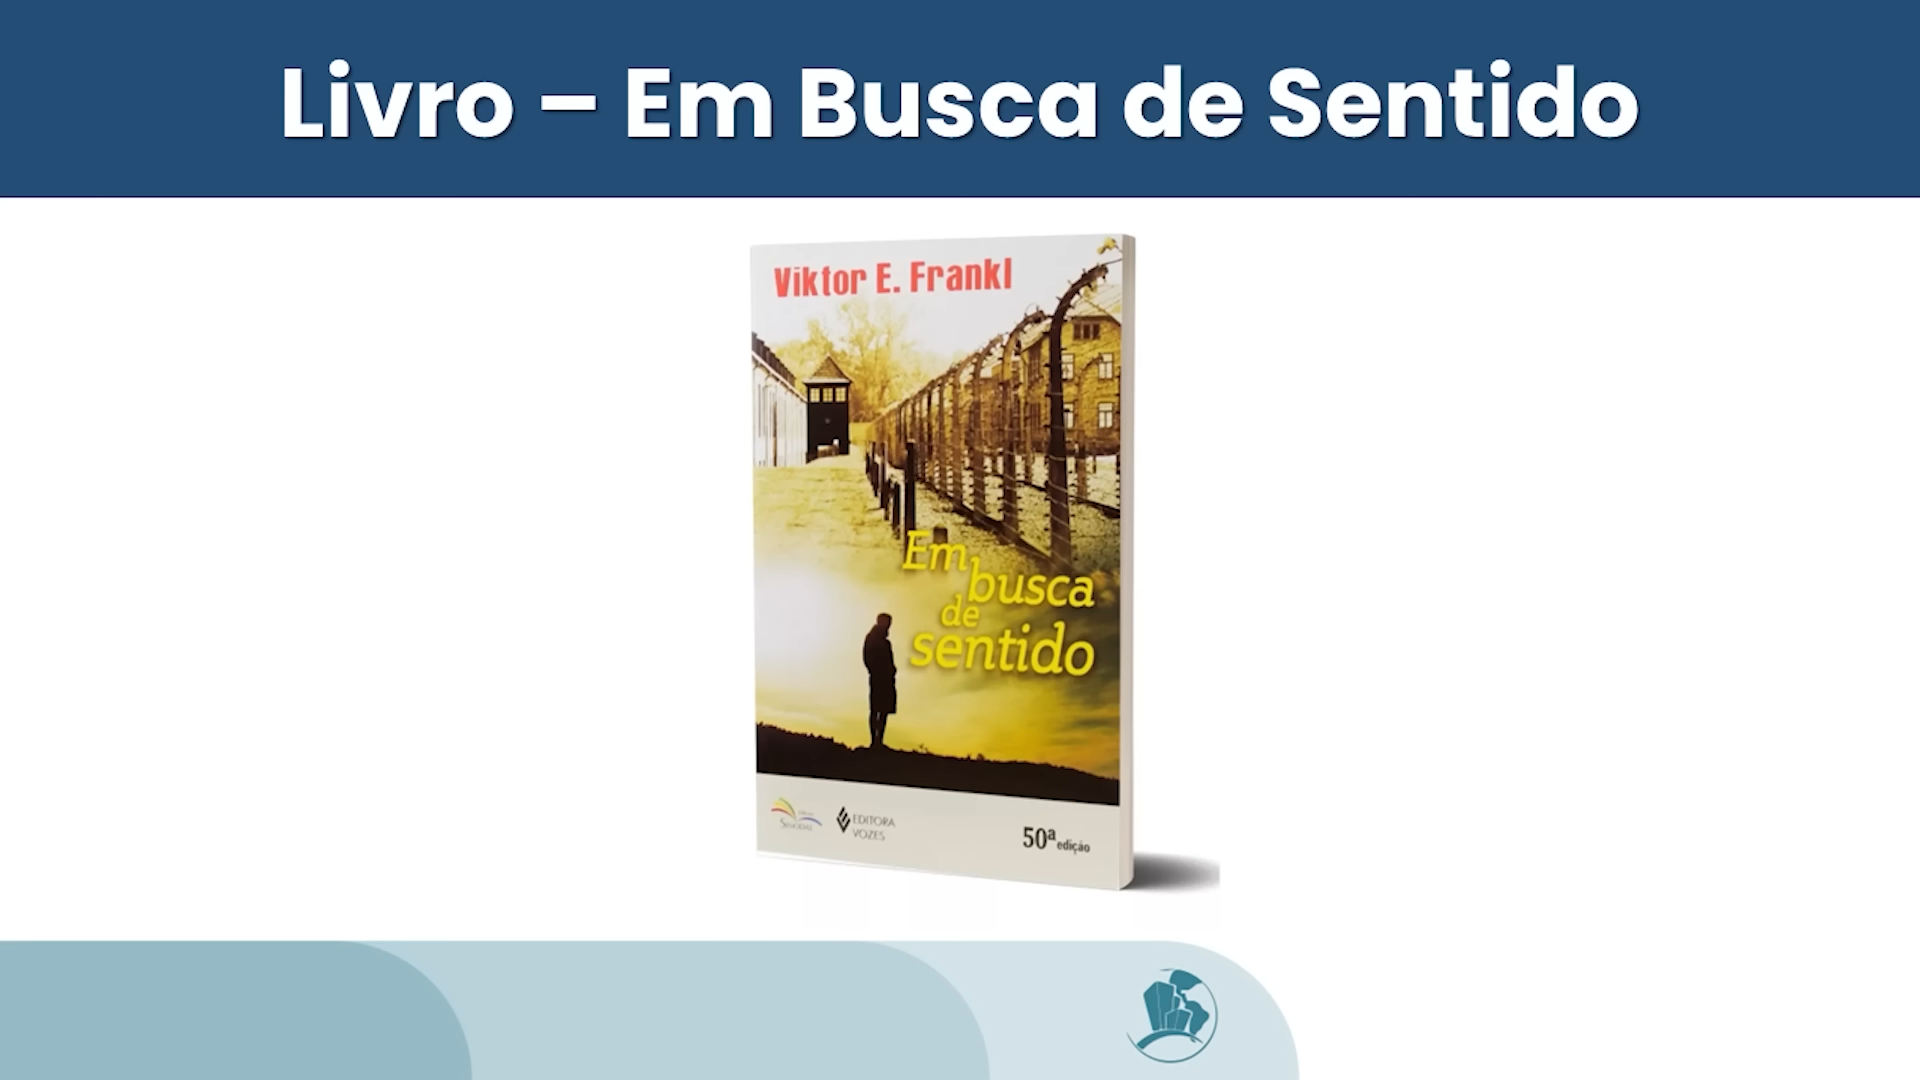 Livro – Em Busca de Sentido
Viktor E. Frankl
Em
busca
de
sentido
EDITORA
VOZES
50ª edição